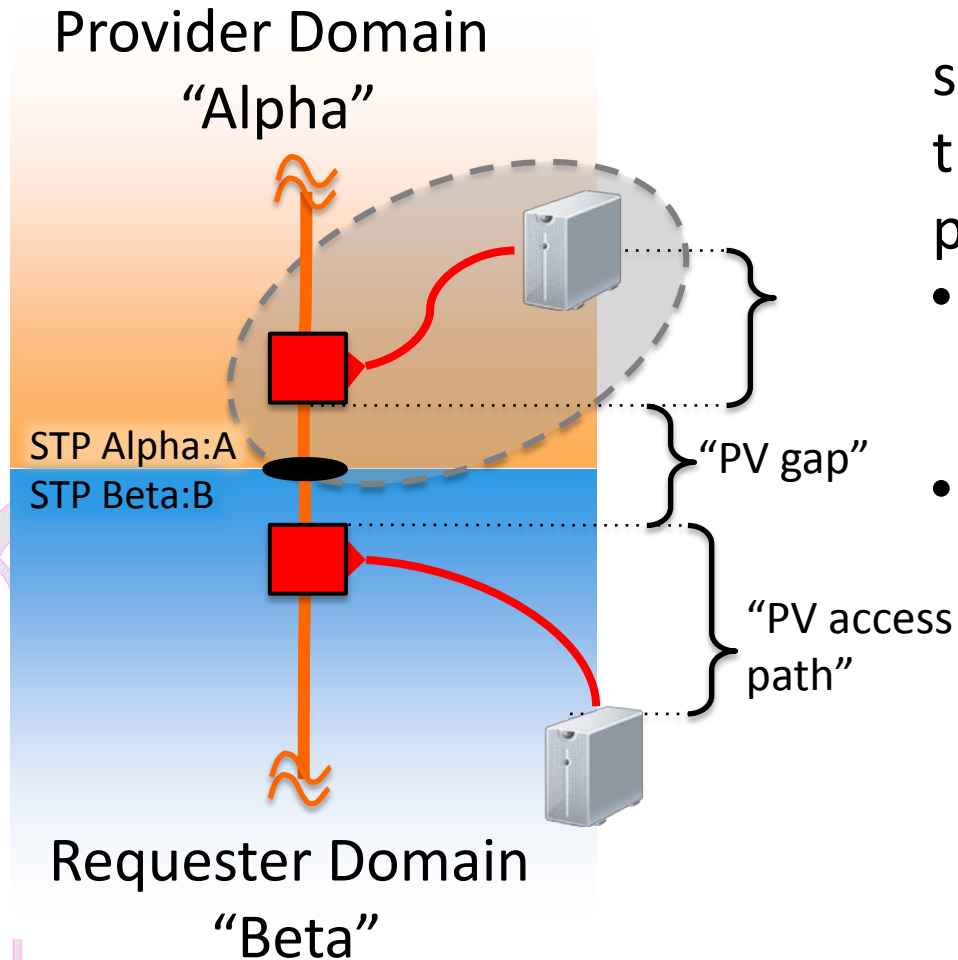 Provider Domain
“Alpha”
s
t
p
•
STP Alpha:A
STP Beta:B
“PV gap”
•
“PV access
path”
Requester Domain
“Beta”